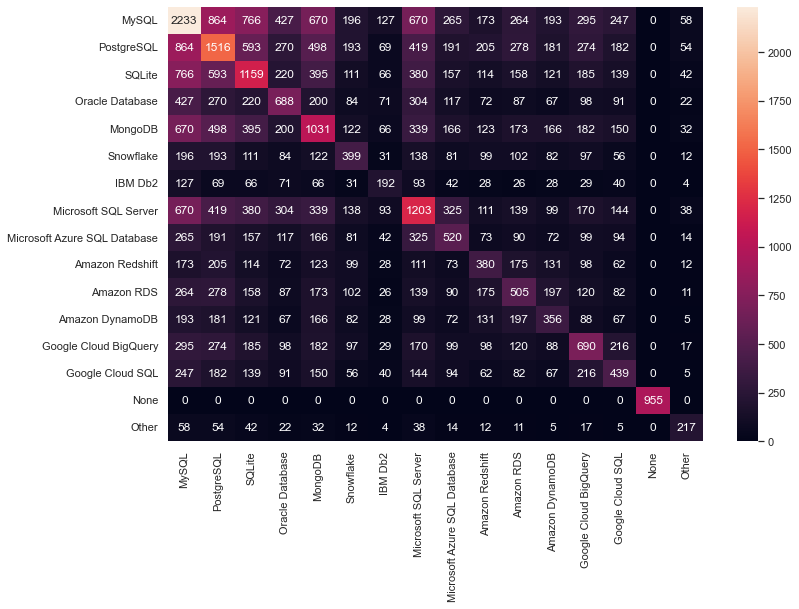 MySQL 2233 864 766 427 670 196 127 670 265 173 264 193 295 247 0 58
PostgreSQL 864 1516 593 270 498 193 69 419 191 205 278 181 274 182 0 54
SQLite 766 593 1159 220 395 111 66 380 157 114 158 121 185 139 0 42
Oracle Database 427 270 220 688 200 84 71 304 117 72 87 67 98 91 0 22
MongoDB 670 498 395 200 1031 122 66 339 166 123 173 166 182 150 0 32
Snowflake 196 193 111 84 122 399 31 138 81 99 102 82 97 56 0 12
IBM Db2 127 69 66 71 66 31 192 93 42 28 26 28 29 40 0 4
Microsoft SQL Server 670 419 380 304 339 138 93 1203 325 111 139 99 170 144 0 38
Microsoft Azure SQL Database 265 191 157 117 166 81 42 325 520 73 90 72 99 94 0 14
Amazon Redshift 173 205 114 72 123 99 28 111 73 380 175 131 98 62 0 12
Amazon RDS 264 278 158 87 173 102 26 139 90 175 505 197 120 82 0 11
Amazon DynamoDB 193 181 121 67 166 82 28 99 72 131 197 356 88 67 0 5
Google Cloud BigQuery 295 274 185 98 182 97 29 170 99 98 120 88 690 216 0 17
Google Cloud SQL 247 182 139 91 150 56 40 144 94 62 82 67 216 439 0 5
None 0 0 0 0 0 0 0 0 0 0 0 0 0 0 955 0
Other 58 54 42 22 32 12 4 38 14 12 11 5 17 5 0 217
MySQL
PostgreSQL
SQLite
Oracle Database
MongoDB
Snowflake
IBM Db2
Microsoft SQL Server
Microsoft Azure SQL Database
Amazon Redshift
Amazon RDS
Amazon DynamoDB
Google Cloud BigQuery
Google Cloud SQL
None
Other
2000
1750
1500
1250
1000
750
500
250
0